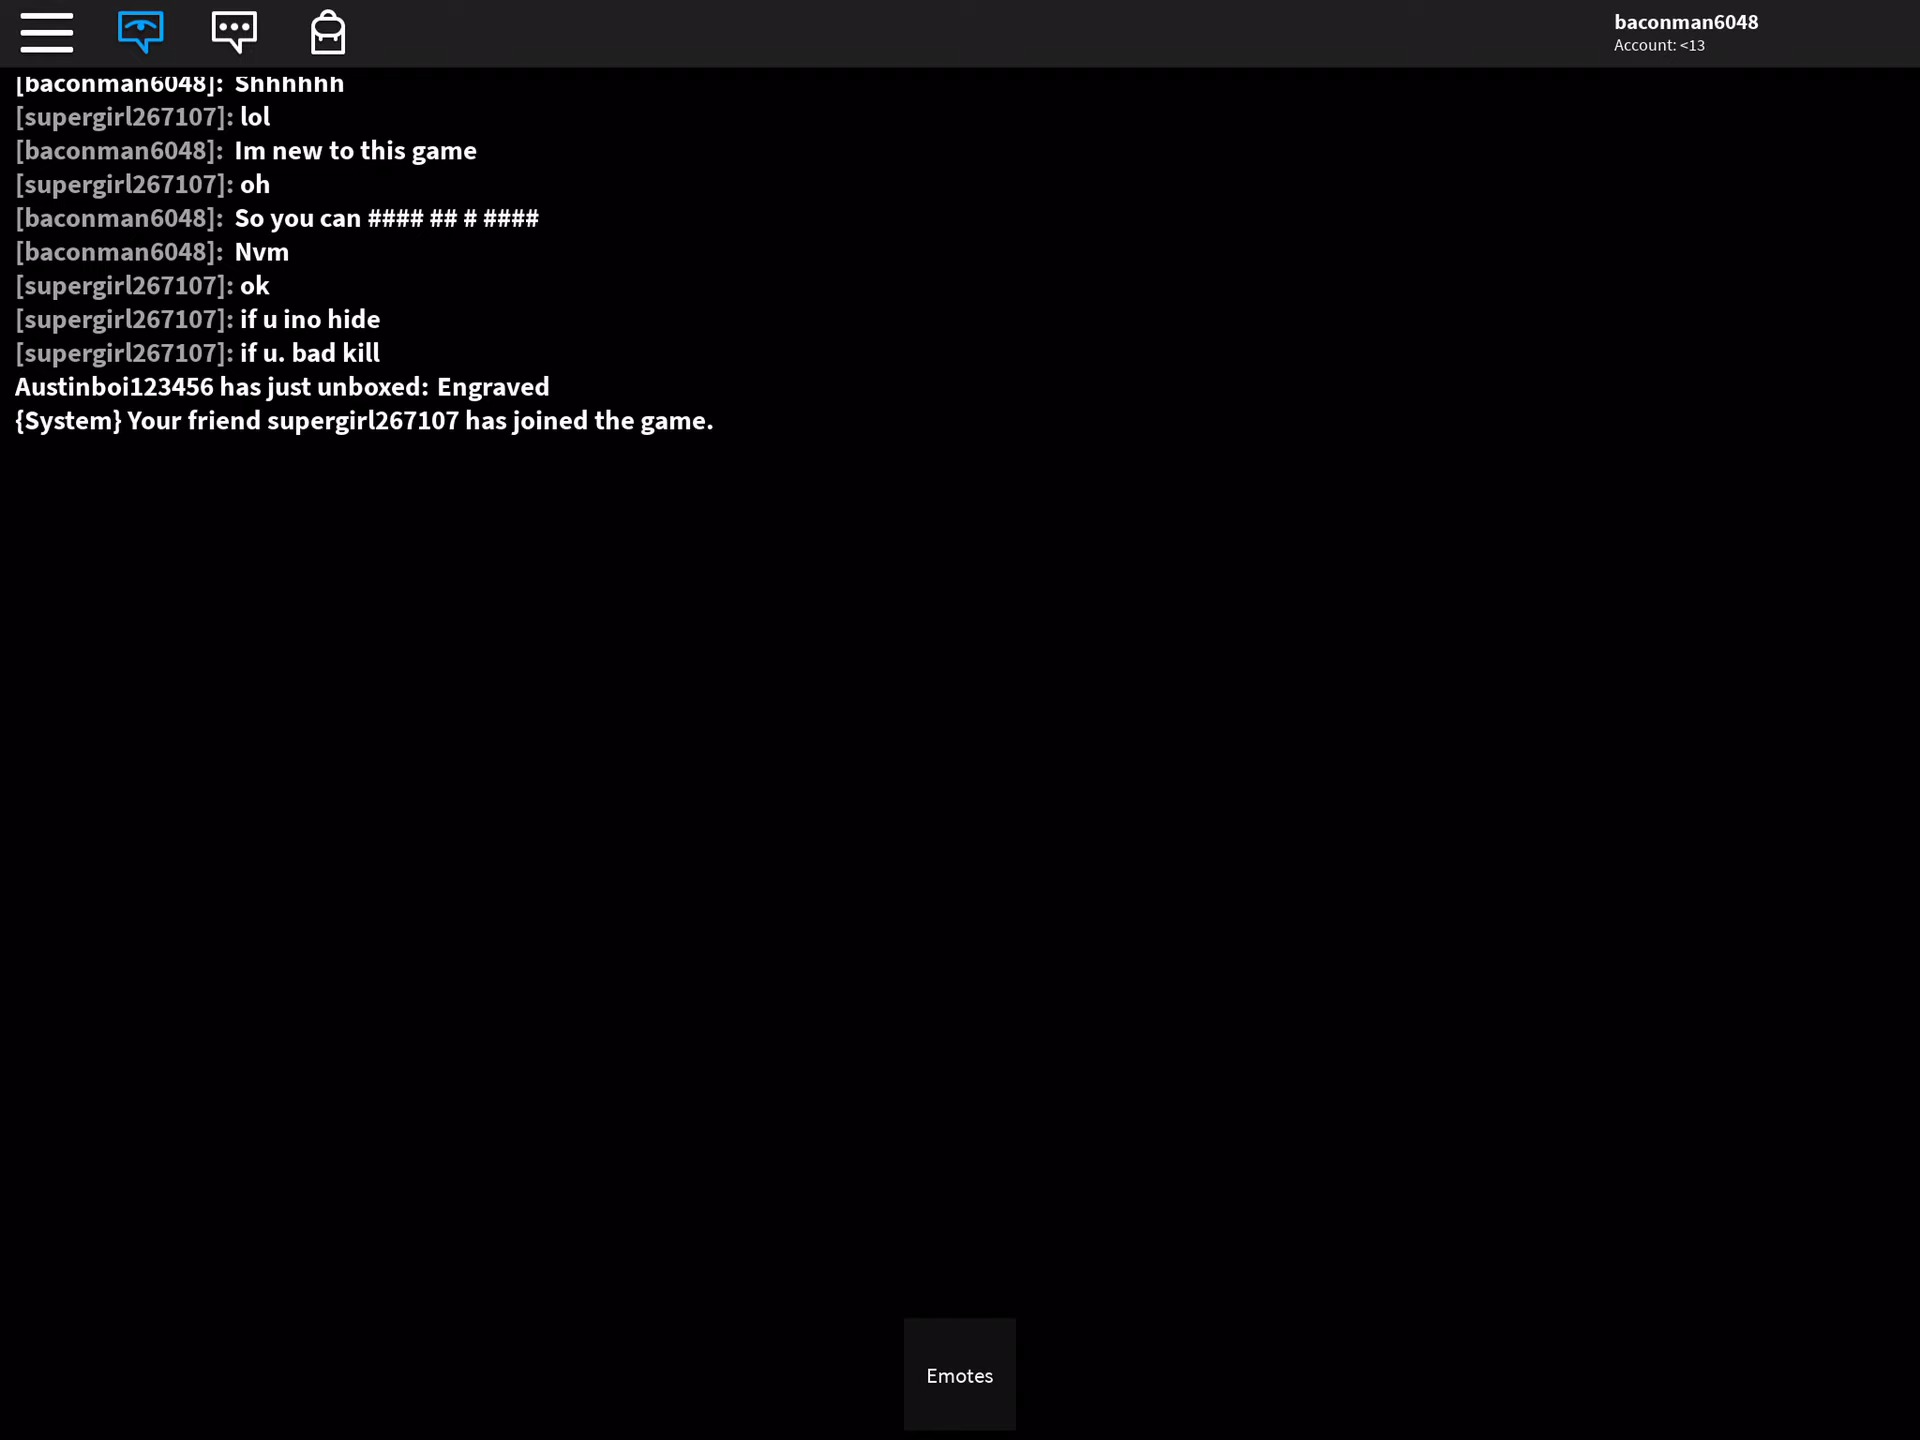 baconman6048
Account: <13
[baconman6048]: Shhhhhh
[supergirl267107]: lol
[baconman6048]: Im new to this game
[supergirl267107]: oh
[baconman6048]: So you can #### ## # ####
[baconman6048]: Nvm
[supergirl267107]: ok
[supergirl267107]: if u ino hide
[supergirl267107]: if u. bad kill
Austinboi123456 has just unboxed: Engraved
{System} Your friend supergirl267107 has joined the game.
Emotes